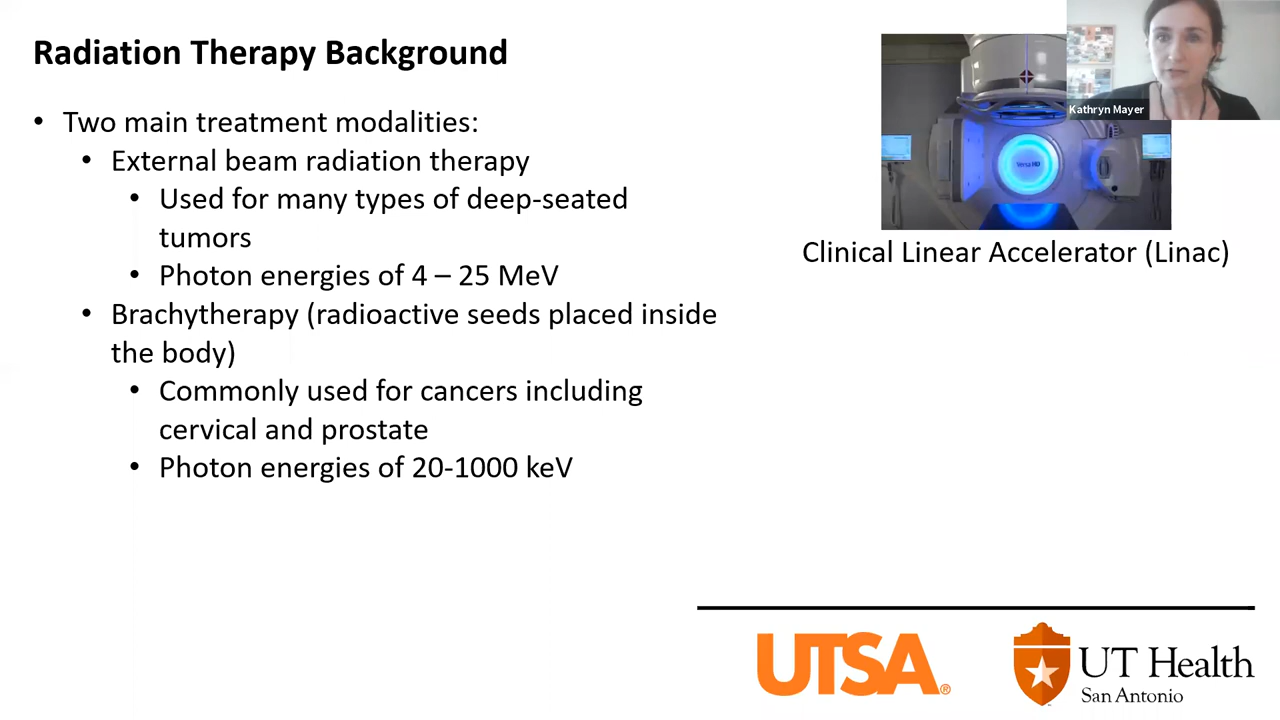 Radiation Therapy Background
• Two main treatment modalities:
• External beam radiation therapy
• Used for many types of deep-seated
tumors
• Photon energies of 4 – 25 MeV
• Brachytherapy (radioactive seeds placed inside
the body)
• Commonly used for cancers including
cervical and prostate
• Photon energies of 20-1000 keV
Versa HD
Kathryn Mayer
Clinical Linear Accelerator (Linac)
UTSA®
UT Health
San Antonio